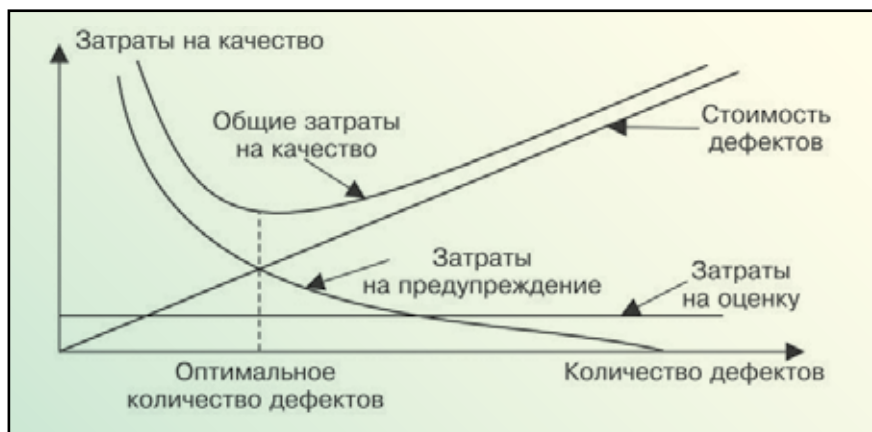 Затраты на качество
Общие затраты
на качество
Стоимость
дефектов
Затраты
на предупреждение
Затраты
на оценку
Оптимальное
количество дефектов
Количество дефектов